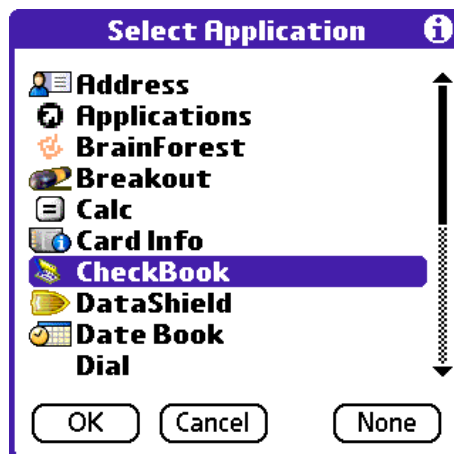 Select Application
Address
Applications
BrainForest
Breakout
Calc
Card Info
CheckBook
DataShield
Date Book
Dial
OK Cancel None